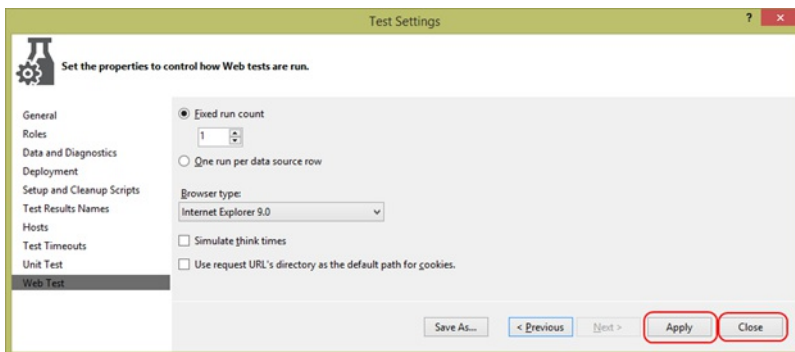 Test Settings
?
Set the properties to control how Web tests are run.
General
Roles
Data and Diagnostics
Deployment
Setup and Cleanup Scripts
Test Results Names
Hosts
Test Timeouts
Unit Test
Web Test
Fixed run count
1
One run per data source row
Browser type:
Internet Explorer 9.0
Simulate think times
Use request URL's directory as the default path for cookies.
Save As...
< Previous
Next >
Apply
Close